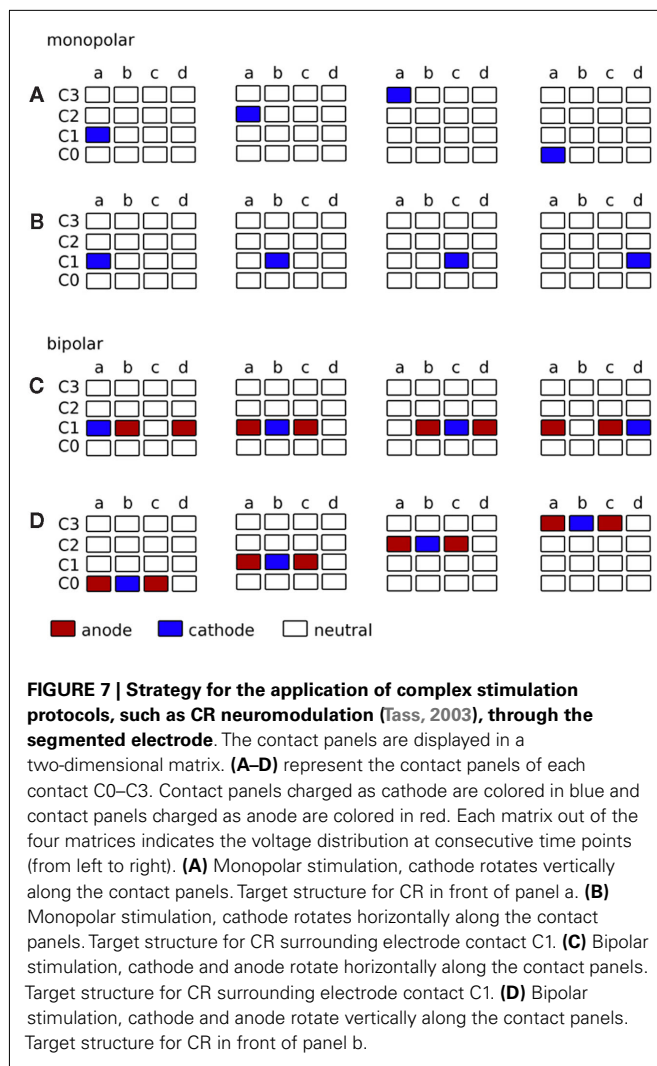 monopolar
a b c d a b c d a b c d a b c d
A C3
C2
C1
C0
B C3
C2
C1
C0
bipolar
a b c d a b c d a b c d a b c d
C C3
C2
C1
C0
a b c d a b c d a b c d a b c d
D C3
C2
C1
C0
anode cathode neutral
FIGURE 7 | Strategy for the application of complex stimulation
protocols, such as CR neuromodulation (Tass, 2003), through the
segmented electrode. The contact panels are displayed in a
two-dimensional matrix. (A–D) represent the contact panels of each
contact C0–C3. Contact panels charged as cathode are colored in blue and
contact panels charged as anode are colored in red. Each matrix out of the
four matrices indicates the voltage distribution at consecutive time points
(from left to right). (A) Monopolar stimulation, cathode rotates vertically
along the contact panels. Target structure for CR in front of panel a. (B)
Monopolar stimulation, cathode rotates horizontally along the contact
panels. Target structure for CR surrounding electrode contact C1. (C) Bipolar
stimulation, cathode and anode rotate horizontally along the contact panels.
Target structure for CR surrounding electrode contact C1. (D) Bipolar
stimulation, cathode and anode rotate vertically along the contact panels.
Target structure for CR in front of panel b.